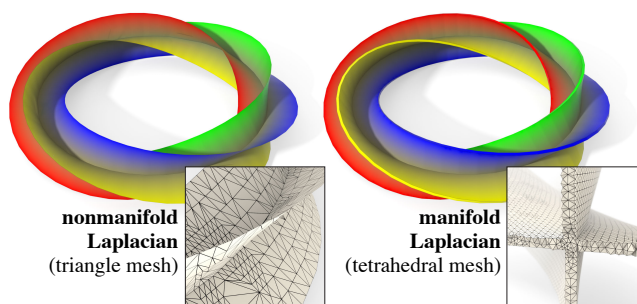 nonmanifold
Laplacian
(triangle mesh)
manifold
Laplacian
(tetrahedral mesh)